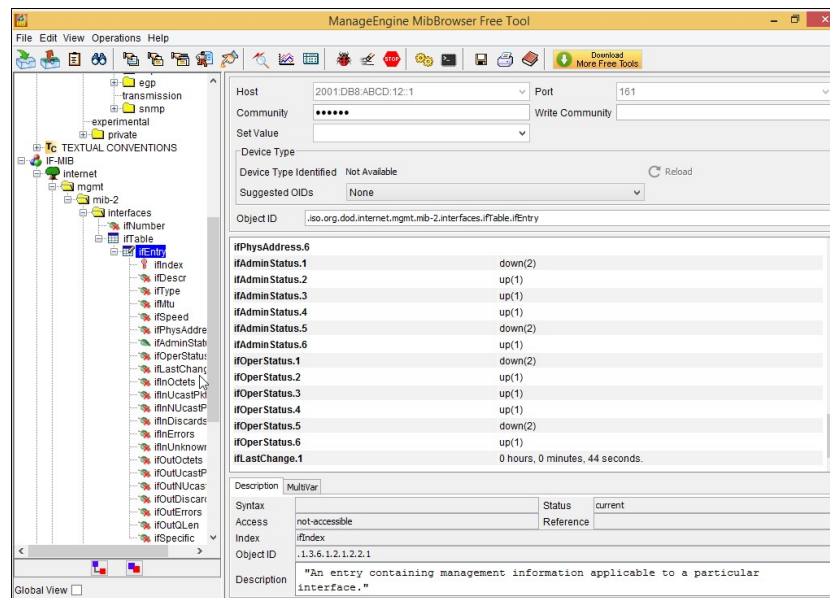 ManageEngine MibBrowser Free Tool
File Edit View Operations Help
STOP
Download
More Free Tools
egp
transmission
snmp
experimental
private
Tc TEXTUAL CONVENTIONS
IF-MIB
internet
mgmt
mib-2
interfaces
ifNumber
ifTable
ifEntry
ifIndex
ifDescr
ifType
ifMtu
ifSpeed
ifPhysAddre
ifAdminStatu
ifOperStatus
ifLastChang
ifInOctets
ifInUcastPkt
ifInNUcastP
ifInDiscards
ifInErrors
ifInUnknowr
ifOutOctets
ifOutUcastP
ifOutNUcas
ifOutDiscard
ifOutErrors
ifOutQLen
ifSpecific
Global View
Host 2001:DB8:ABCD:12::1 Port 161
Community •••••• Write Community
Set Value
Device Type
Device Type Identified Not Available Reload
Suggested OIDs None
Object ID .iso.org.dod.internet.mgmt.mib-2.interfaces.ifTable.ifEntry
ifPhysAddress.6
ifAdminStatus.1 down(2)
ifAdminStatus.2 up(1)
ifAdminStatus.3 up(1)
ifAdminStatus.4 up(1)
ifAdminStatus.5 down(2)
ifAdminStatus.6 up(1)
ifOperStatus.1 down(2)
ifOperStatus.2 up(1)
ifOperStatus.3 up(1)
ifOperStatus.4 up(1)
ifOperStatus.5 down(2)
ifOperStatus.6 up(1)
ifLastChange.1 0 hours, 0 minutes, 44 seconds.
Description MultiVar
Syntax Status current
Access not-accessible Reference
Index ifIndex
Object ID .1.3.6.1.2.1.2.2.1
Description "An entry containing management information applicable to a particular
interface."